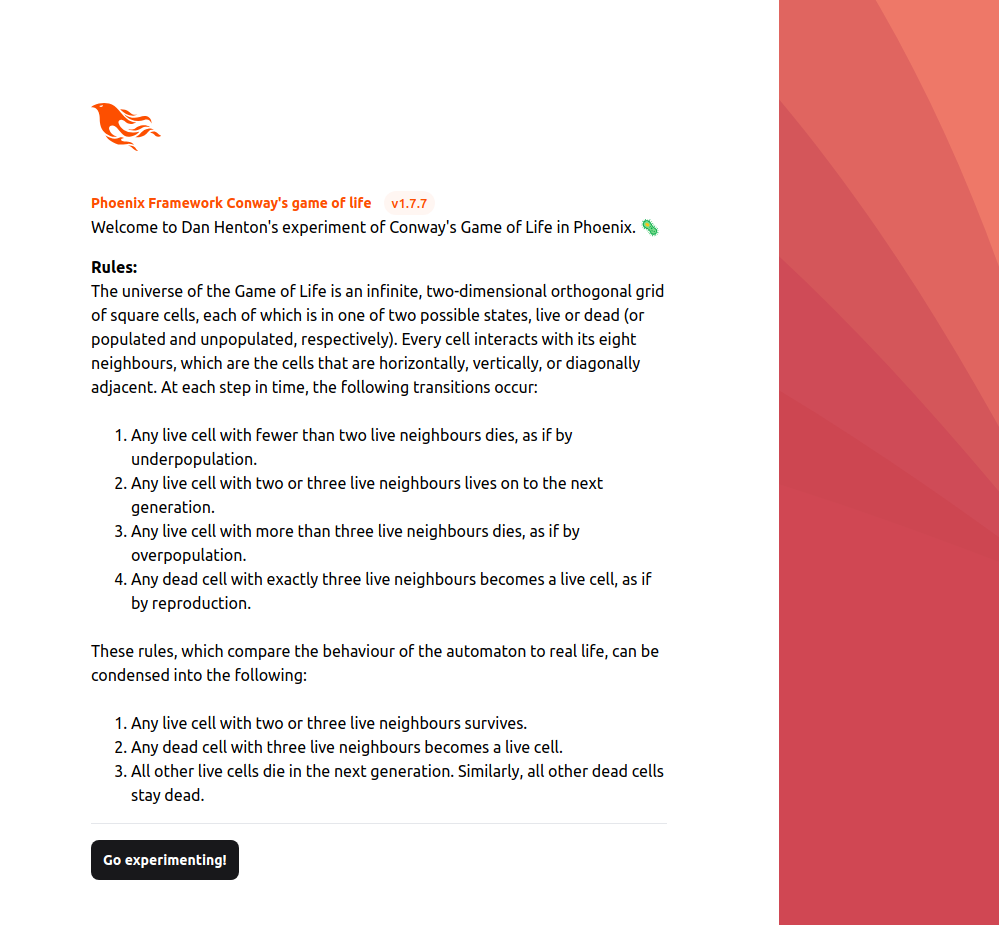 Phoenix Framework Conway's game of life v1.7.7
Welcome to Dan Henton's experiment of Conway's Game of Life in Phoenix. 🦠
Rules:
The universe of the Game of Life is an infinite, two-dimensional orthogonal grid
of square cells, each of which is in one of two possible states, live or dead (or
populated and unpopulated, respectively). Every cell interacts with its eight
neighbours, which are the cells that are horizontally, vertically, or diagonally
adjacent. At each step in time, the following transitions occur:
1. Any live cell with fewer than two live neighbours dies, as if by
underpopulation.
2. Any live cell with two or three live neighbours lives on to the next
generation.
3. Any live cell with more than three live neighbours dies, as if by
overpopulation.
4. Any dead cell with exactly three live neighbours becomes a live cell, as if
by reproduction.
These rules, which compare the behaviour of the automaton to real life, can be
condensed into the following:
1. Any live cell with two or three live neighbours survives.
2. Any dead cell with three live neighbours becomes a live cell.
3. All other live cells die in the next generation. Similarly, all other dead cells
stay dead.
Go experimenting!